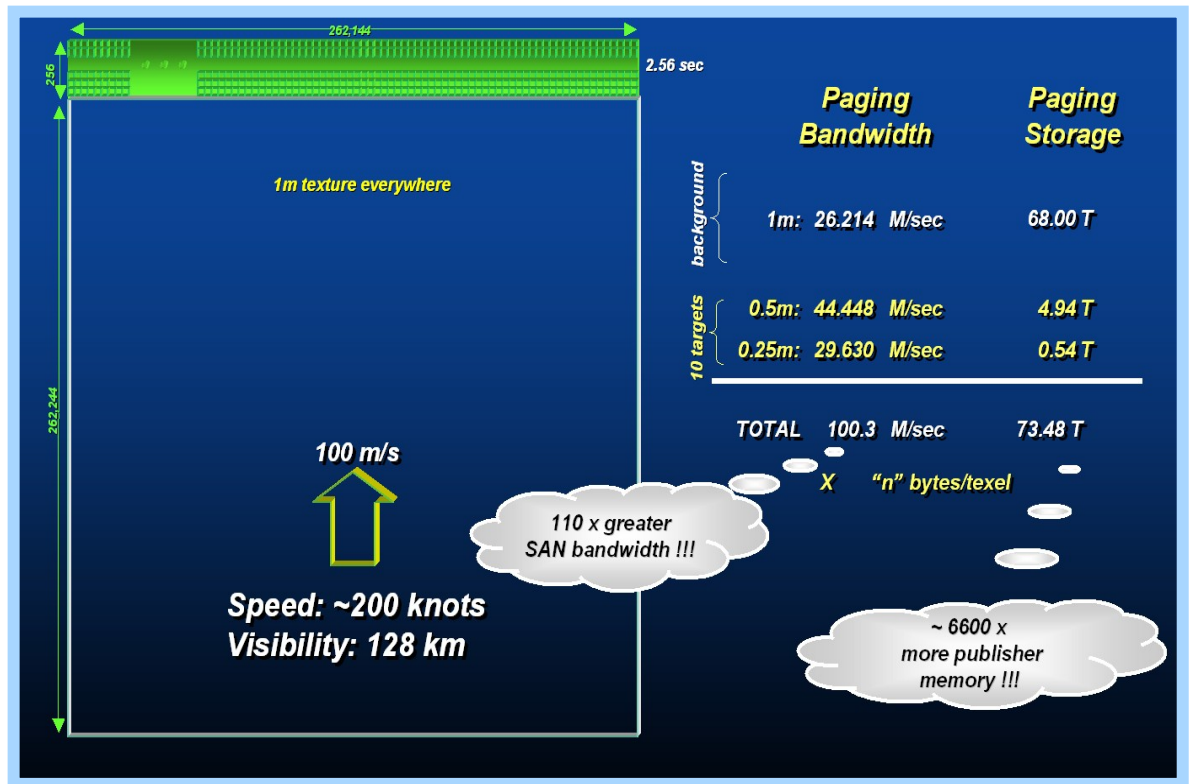 262,144
256
2.56 sec
1m texture everywhere
262,244
100 m/s
Speed: ~200 knots
Visibility: 128 km
Paging
Bandwidth
Paging
Storage
background
1m: 26.214 M/sec 68.00 T
10 targets
0.5m: 44.448 M/sec 4.94 T
0.25m: 29.630 M/sec 0.54 T
TOTAL 100.3 M/sec 73.48 T
X "n" bytes/texel
110 x greater
SAN bandwidth !!!
~ 6600 x
more publisher
memory !!!